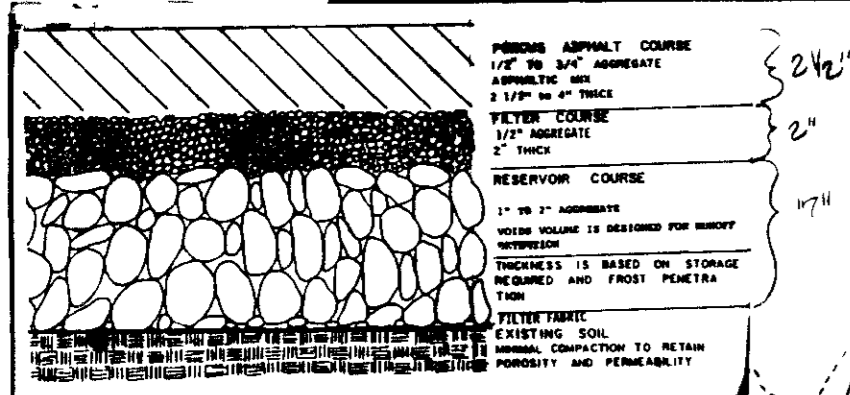 POROUS ASPHALT COURSE
1/2" TO 3/4" AGGREGATE
ASPHALTIC MIX
2 1/2" to 4" THICK
2 1/2"
FILTER COURSE
1/2" AGGREGATE
2" THICK
2"
RESERVOIR COURSE
1" TO 2" AGGREGATE
VOIDS VOLUME IS DESIGNED FOR RUNOFF
RETENTION
THICKNESS IS BASED ON STORAGE
REQUIRED AND FROST PENETRA
TION
FILTER FABRIC
EXISTING SOIL
MINIMAL COMPACTION TO RETAIN
POROSITY AND PERMEABILITY